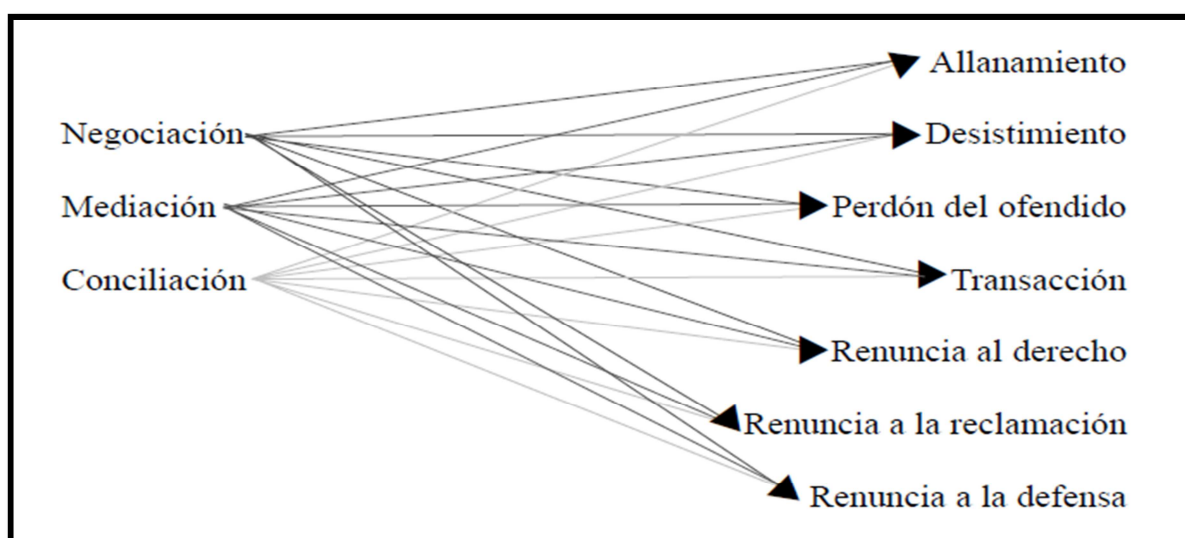 Negociación
Mediación
Conciliación
Allanamiento
Desistimiento
Perdón del ofendido
Transacción
Renuncia al derecho
Renuncia a la reclamación
Renuncia a la defensa